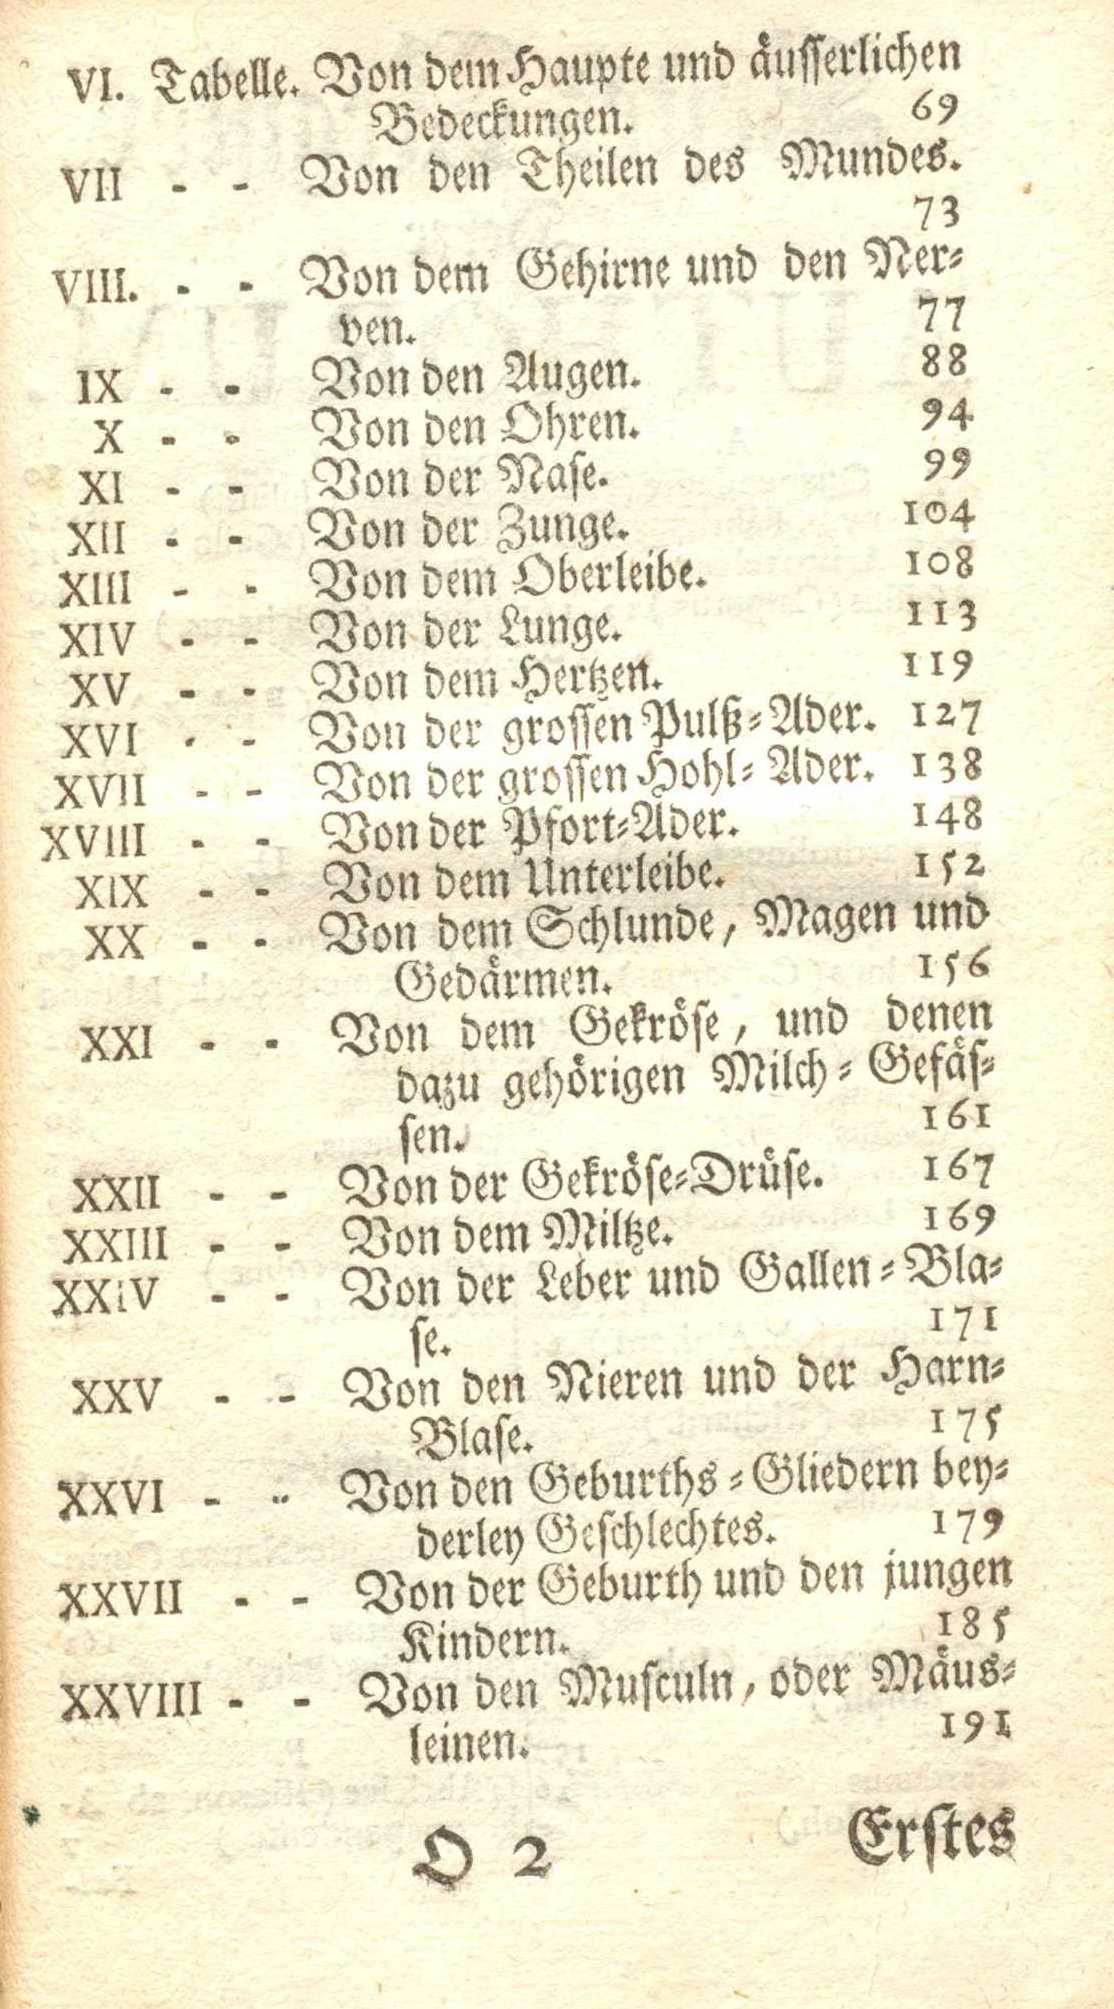 VI. Tabelle. Von dem Haupte und äusserlichen
Bedeckungen. 69
VII - - Von den Theilen des Mundes.
73
VIII. - - Von dem Gehirne und den Ner-
ven. 77
IX - - Von den Augen. 88
X - - Von den Ohren. 94
XI - - Von der Nase. 99
XII - - Von der Zunge. 104
XIII - - Von dem Oberleibe. 108
XIV - - Von der Lunge. 113
XV - - Von dem Hertzen. 119
XVI - - Von der grossen Pulß-Ader. 127
XVII - - Von der grossen Hohl-Ader. 138
XVIII - - Von der Pfort-Ader. 148
XIX - - Von dem Unterleibe. 152
XX - - Von dem Schlunde, Magen und
Gedärmen. 156
XXI - - Von dem Gekröse, und denen
dazu gehörigen Milch-Gefäs-
sen. 161
XXII - - Von der Gekröse-Drüse. 167
XXIII - - Von dem Miltze. 169
XXIV - - Von der Leber und Gallen-Bla-
se. 171
XXV - - Von den Nieren und der Harn-
Blase. 175
XXVI - - Von den Geburths-Gliedern bey-
derley Geschlechtes. 179
XXVII - - Von der Geburth und den jungen
Kindern. 185
XXVIII - - Von den Musculn, oder Mäus-
leinen. 191
O 2 Erstes